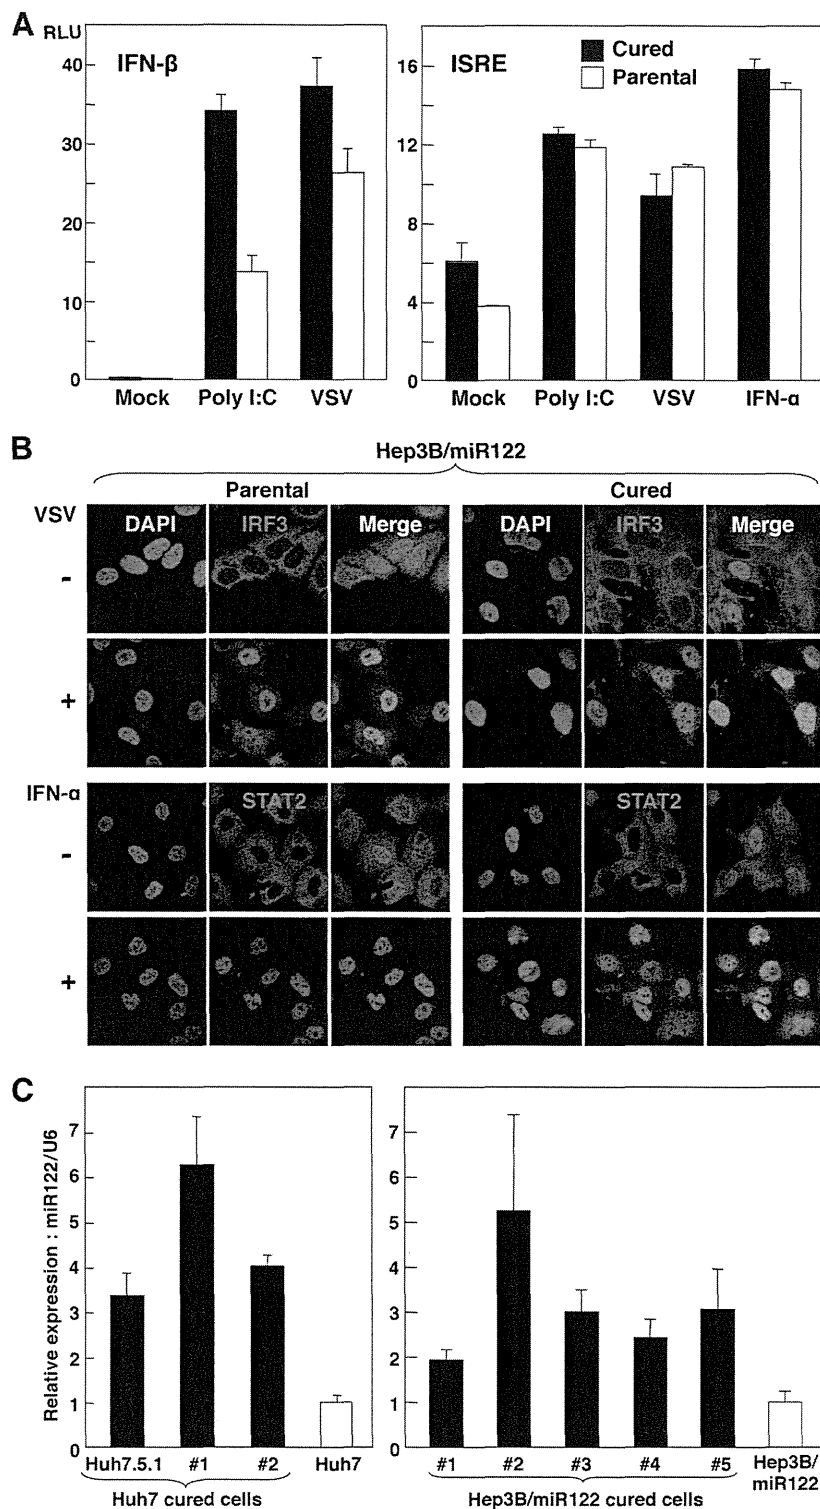 A
RLU
IFN-β
40
30
20
10
0
Mock Poly I:C VSV
ISRE
Cured
Parental
16
12
8
4
0
Mock Poly I:C VSV IFN-α
B
Hep3B/miR122
Parental Cured
VSV
DAPI IRF3 Merge DAPI IRF3 Merge
-
+
IFN-α
STAT2 STAT2
-
+
C
Relative expression : miR122/U6
7
6
5
4
3
2
1
0
Huh7.5.1 #1 #2 Huh7
Huh7 cured cells
7
6
5
4
3
2
1
0
#1 #2 #3 #4 #5 Hep3B/
miR122
Hep3B/miR122 cured cells